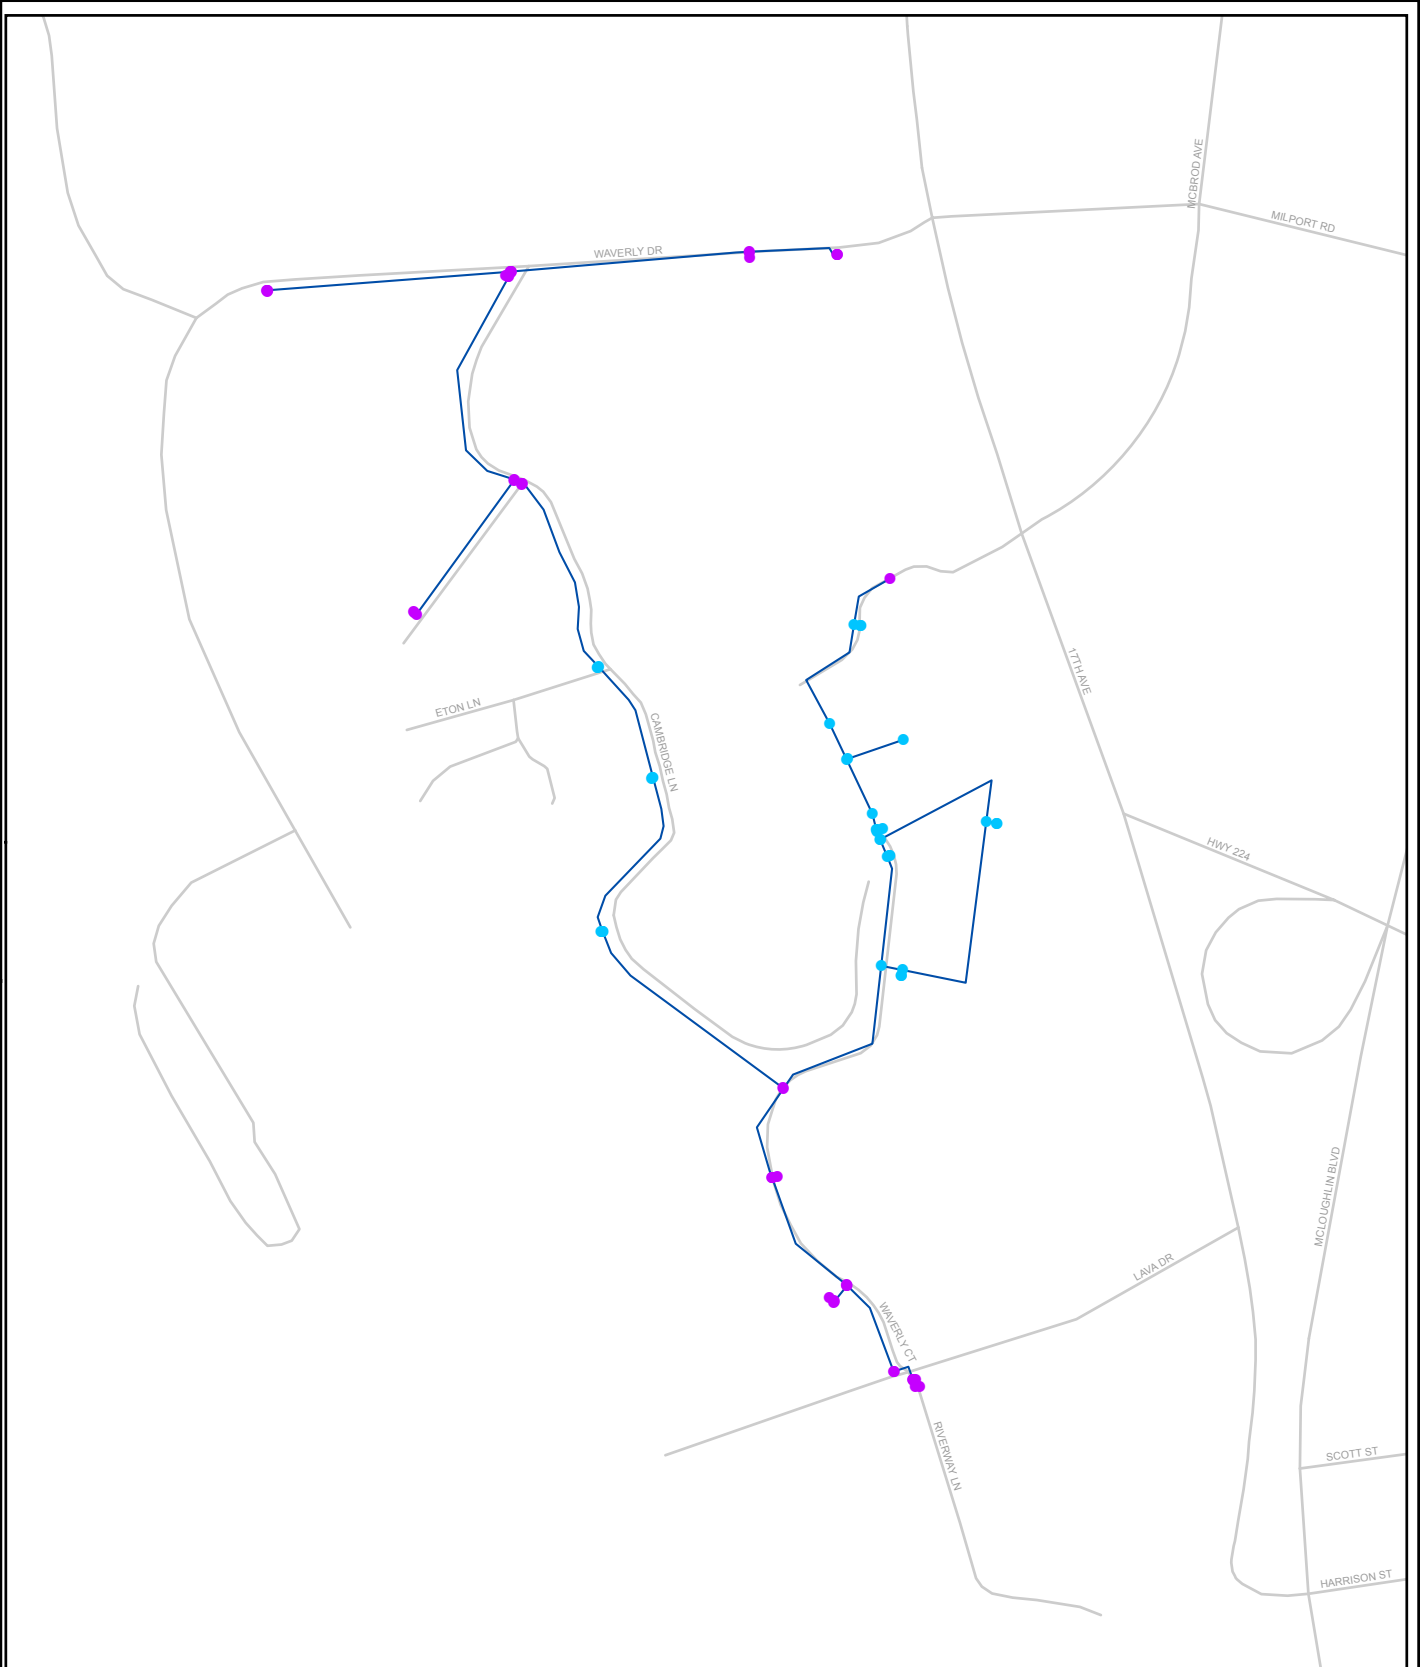 MCBROD AVE
MILPORT RD
WAVERLY DR
17TH AVE
ETON LN
CAMBRIDGE LN
HWY 224
MCLOUGHLIN BLVD
LAVA DR
WAVERLY CT
RIVERWAY LN
SCOTT ST
HARRISON ST